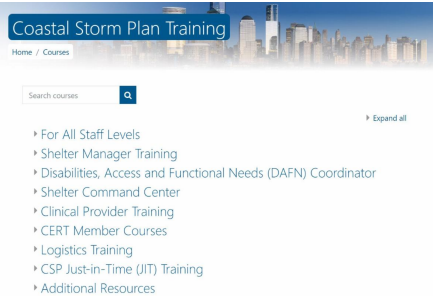 Coastal Storm Plan Training
Home / Courses
Search courses
Expand all
For All Staff Levels
Shelter Manager Training
Disabilities, Access and Functional Needs (DAFN) Coordinator
Shelter Command Center
Clinical Provider Training
CERT Member Courses
Logistics Training
CSP Just-in-Time (JIT) Training
Additional Resources